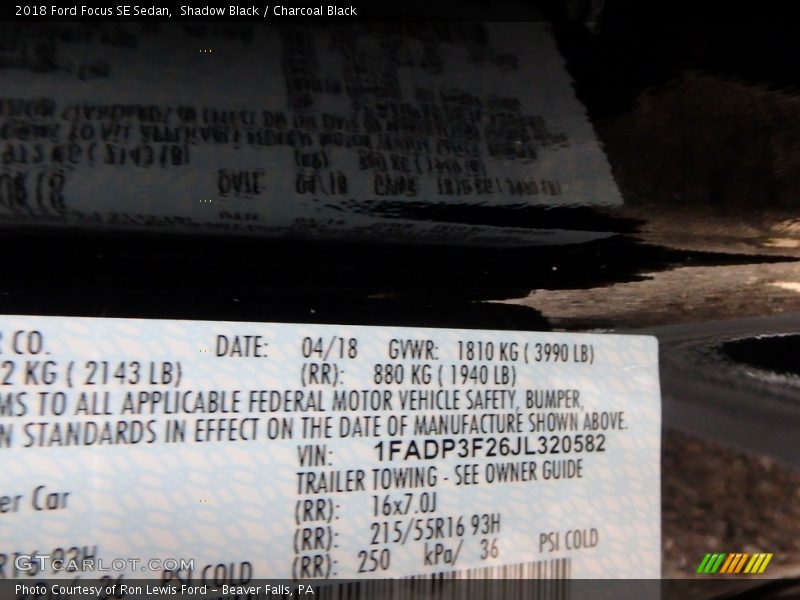 2018 Ford Focus SE Sedan,  Shadow Black / Charcoal Black
R CO. DATE: 04/18 GVWR: 1810 KG ( 3990 LB)
2 KG ( 2143 LB) (RR): 880 KG ( 1940 LB)
MS TO ALL APPLICABLE FEDERAL MOTOR VEHICLE SAFETY, BUMPER,
N STANDARDS IN EFFECT ON THE DATE OF MANUFACTURE SHOWN ABOVE.
VIN: 1FADP3F26JL320582
TRAILER TOWING - SEE OWNER GUIDE
er Car (RR): 16x7.0J
(RR): 215/55R16 93H
R16 93H (RR): 250 kPa/ 36 PSI COLD
PSI COLD
GTCARLOT.COM
Photo Courtesy of Ron Lewis Ford - Beaver Falls, PA